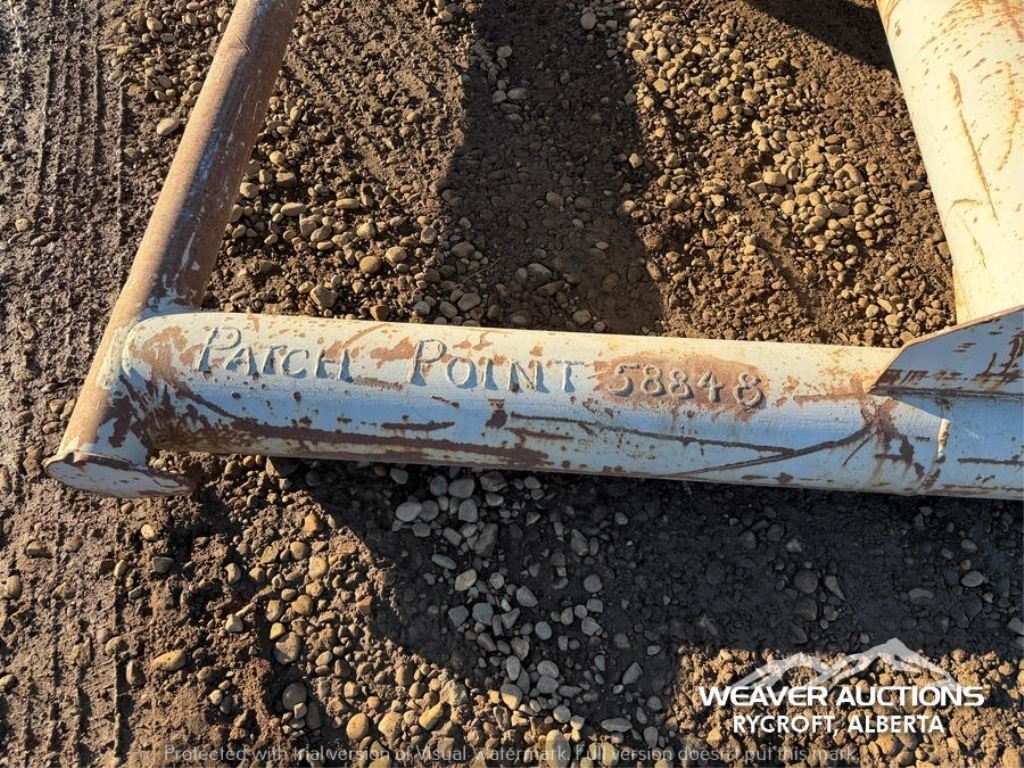 PATCH POINT 58848
WEAVER AUCTIONS
RYCROFT, ALBERTA
Protected with trial version of Visual Watermark. Full version doesn't put this mark.